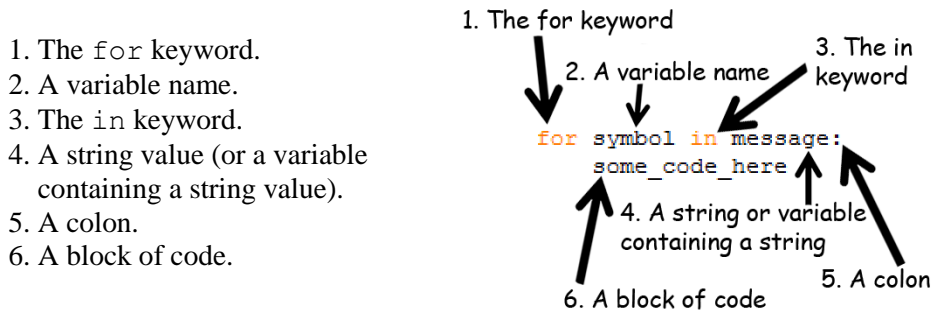 1. The for keyword.
2. A variable name.
3. The in keyword.
4. A string value (or a variable
containing a string value).
5. A colon.
6. A block of code.
1. The for keyword
2. A variable name
3. The in
keyword
for symbol in message:
some_code_here
4. A string or variable
containing a string
5. A colon
6. A block of code